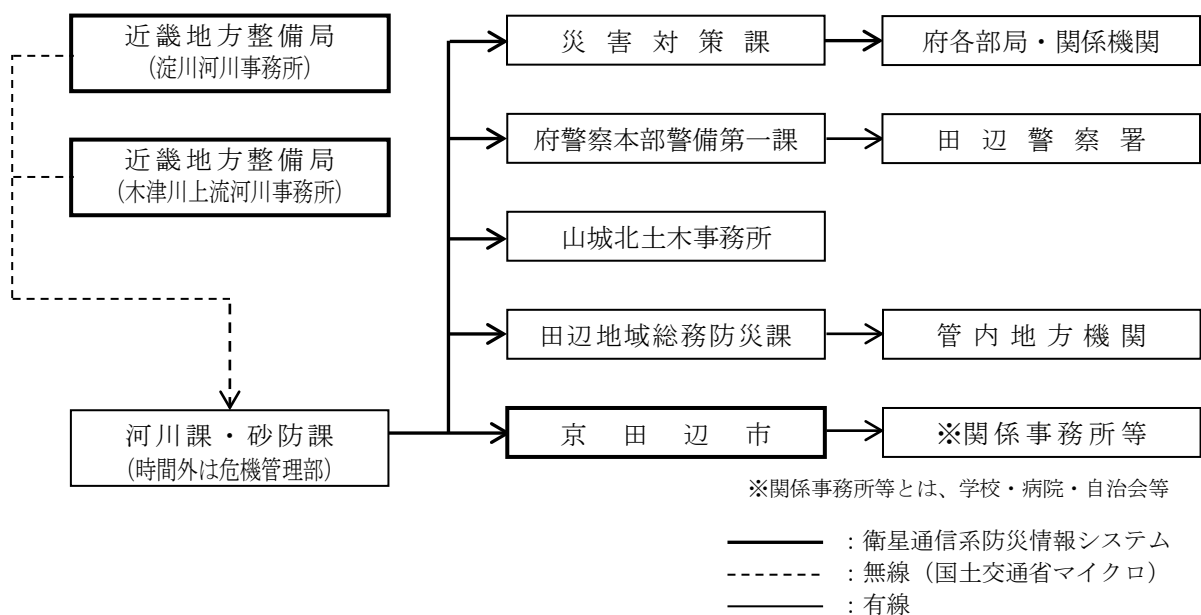 近畿地方整備局
(淀川河川事務所)
近畿地方整備局
(木津川上流河川事務所)
河川課・砂防課
(時間外は危機管理部)
災害対策課
府各部局・関係機関
府警察本部警備第一課
田辺警察署
山城北土木事務所
田辺地域総務防災課
管内地方機関
京田辺市
※関係事務所等
※関係事務所等とは、学校・病院・自治会等
：衛星通信系防災情報システム
：無線（国土交通省マイクロ）
：有線